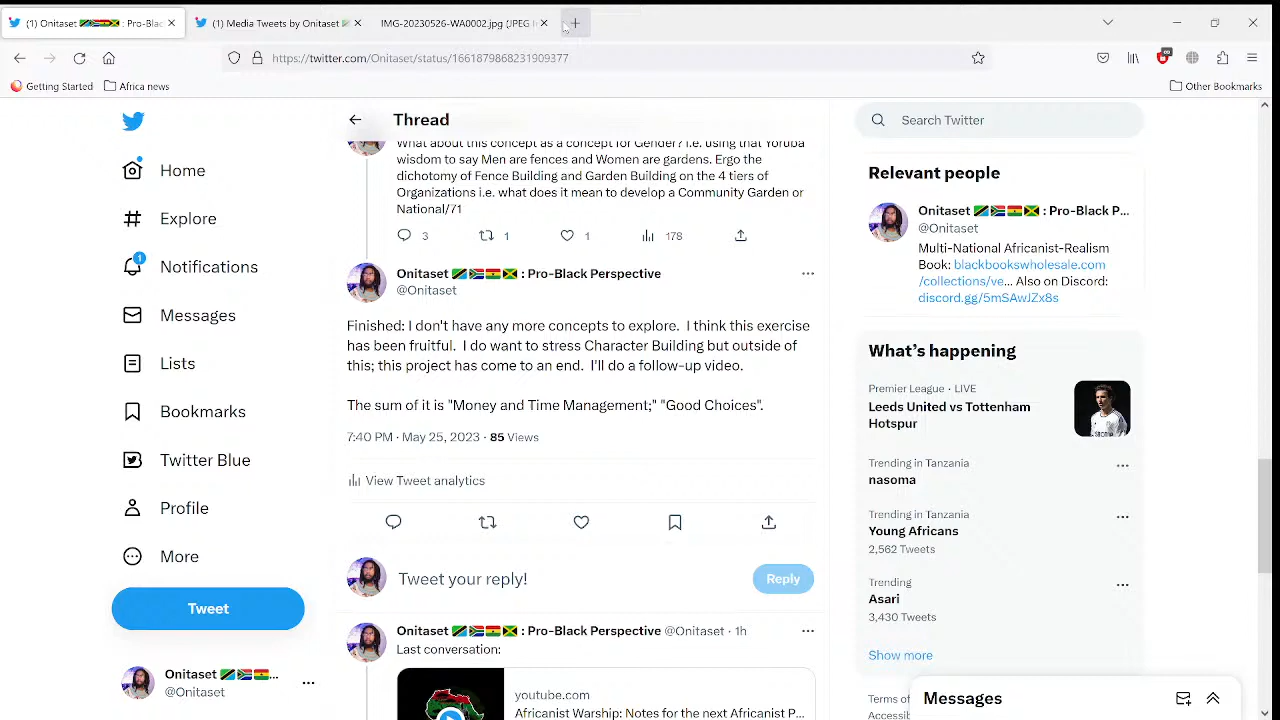 (1) Onitaset : Pro-Blac
(1) Media Tweets by Onitaset
IMG-20230526-WA0002.jpg (JPEG I
https://twitter.com/Onitaset/status/1661879868231909377
Getting Started
Africa news
Other Bookmarks
Home
Explore
1
Notifications
Messages
Lists
Bookmarks
Twitter Blue
Profile
More
Tweet
Onitaset ...
@Onitaset
Thread
What about this concept as a concept for Gender? i.e. using that Yoruba
wisdom to say Men are fences and Women are gardens. Ergo the
dichotomy of Fence Building and Garden Building on the 4 tiers of
Organizations i.e. what does it mean to develop a Community Garden or
National/71
3 1 1 178
Onitaset : Pro-Black Perspective
@Onitaset
Finished: I don't have any more concepts to explore. I think this exercise
has been fruitful. I do want to stress Character Building but outside of
this; this project has come to an end. I'll do a follow-up video.
The sum of it is "Money and Time Management;" "Good Choices".
7:40 PM · May 25, 2023 · 85 Views
View Tweet analytics
Tweet your reply!
Reply
Onitaset : Pro-Black Perspective @Onitaset · 1h
Last conversation:
youtube.com
Africanist Warship: Notes for the next Africanist P...
Search Twitter
Relevant people
Onitaset : Pro-Black P...
@Onitaset
Multi-National Africanist-Realism
Book: blackbookswholesale.com
/collections/ve... Also on Discord:
discord.gg/5mSAwJZx8s
What's happening
Premier League · LIVE
Leeds United vs Tottenham
Hotspur
Trending in Tanzania
nasoma
Trending in Tanzania
Young Africans
2,562 Tweets
Trending
Asari
3,430 Tweets
Show more
Terms of
Accessibi
Messages